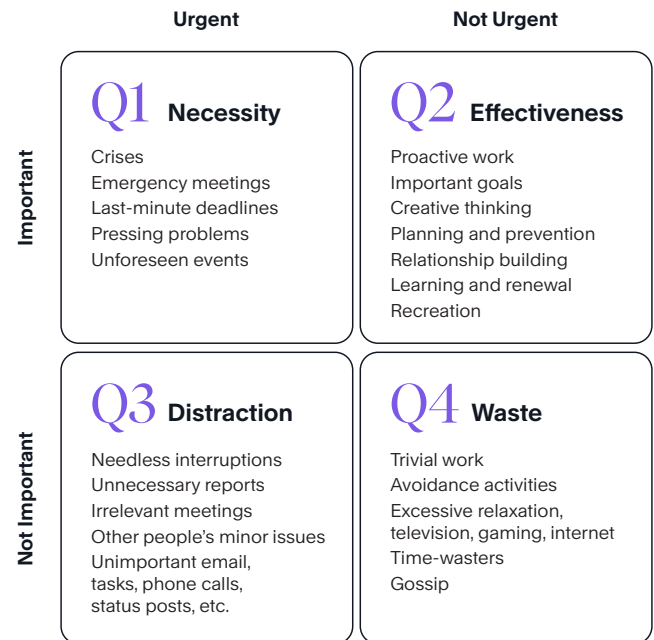 Urgent
Not Urgent
Important
Q1 Necessity
Crises
Emergency meetings
Last-minute deadlines
Pressing problems
Unforeseen events
Q2 Effectiveness
Proactive work
Important goals
Creative thinking
Planning and prevention
Relationship building
Learning and renewal
Recreation
Not Important
Q3 Distraction
Needless interruptions
Unnecessary reports
Irrelevant meetings
Other people’s minor issues
Unimportant email,
tasks, phone calls,
status posts, etc.
Q4 Waste
Trivial work
Avoidance activities
Excessive relaxation,
television, gaming, internet
Time-wasters
Gossip